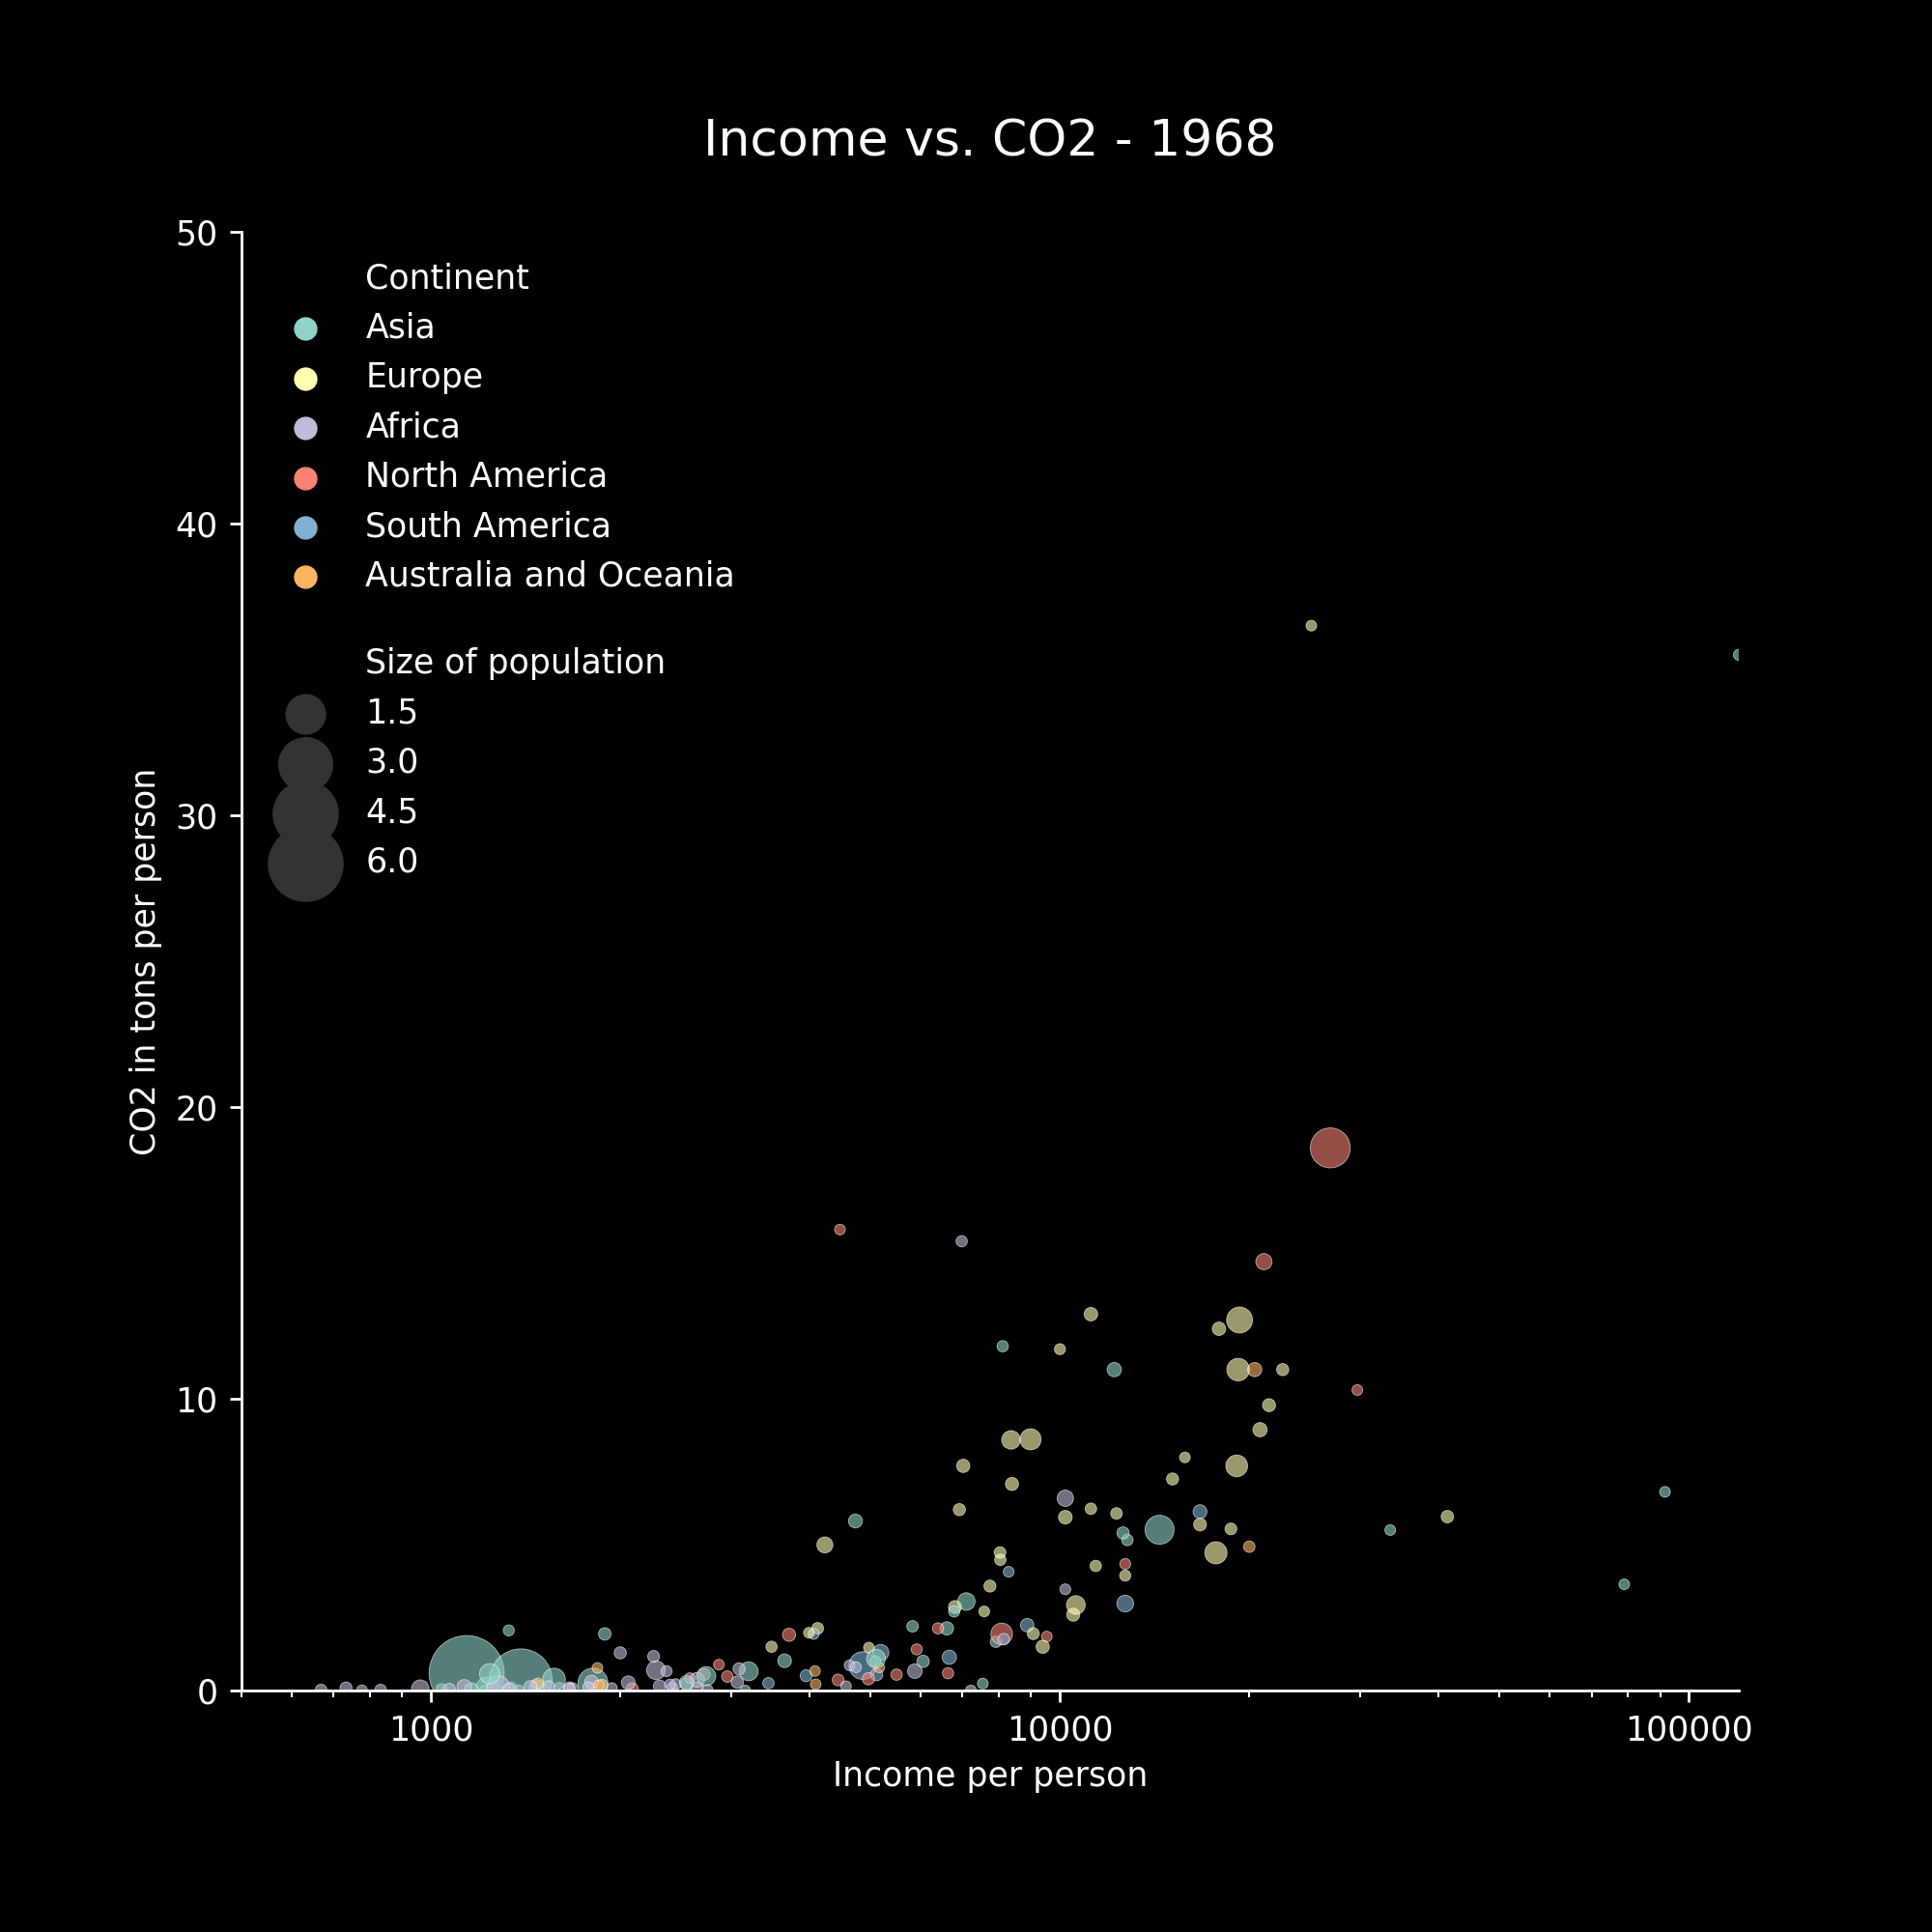 Income vs. CO2 - 1968
50
40
30
20
10
0
CO2 in tons per person
Continent
Asia
Europe
Africa
North America
South America
Australia and Oceania
Size of population
1.5
3.0
4.5
6.0
1000 10000 100000
Income per person